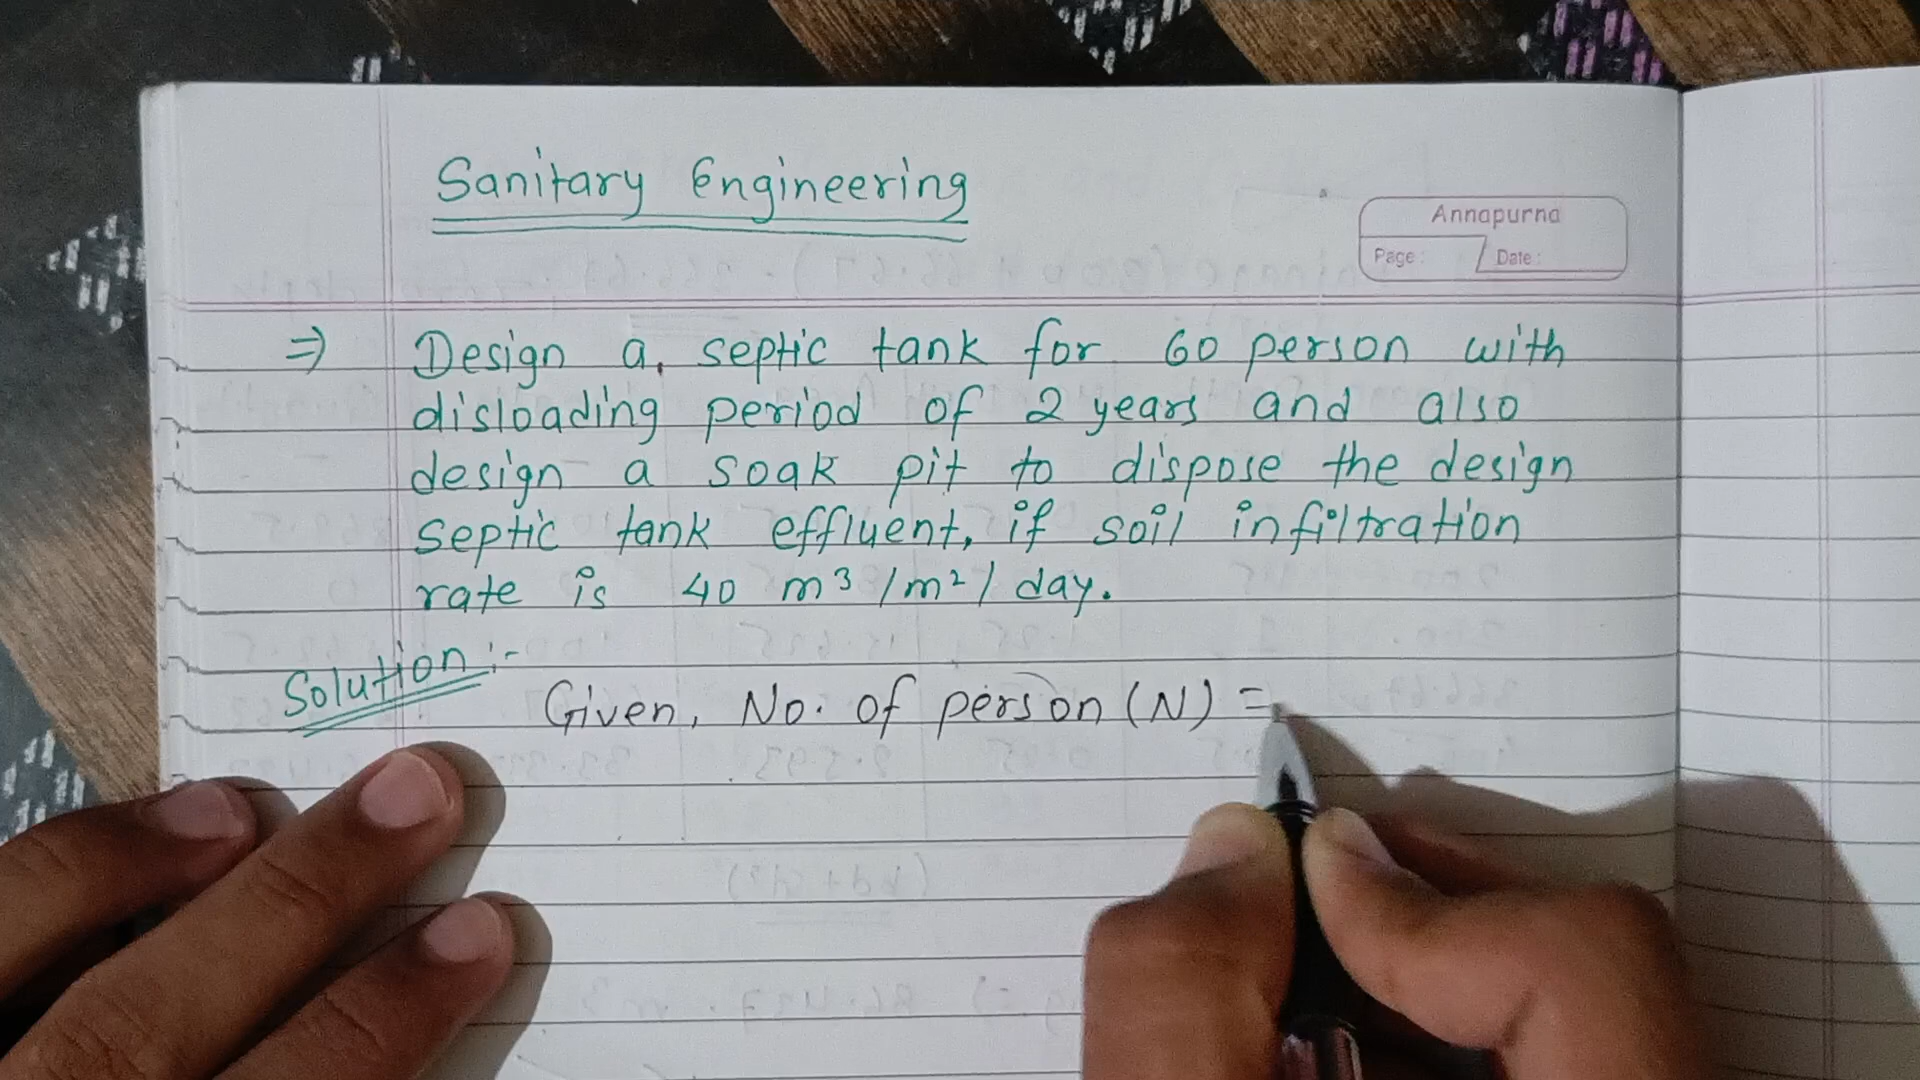 Sanitary Engineering
Annapurna
Page :
Date :
⇒ Design a septic tank for 60 person with
disloading period of 2 years and also
design a soak pit to dispose the design
septic tank effluent, if soil infiltration
rate is 40 m³/m²/day.
Solution :-
Given, No. of person (N) =